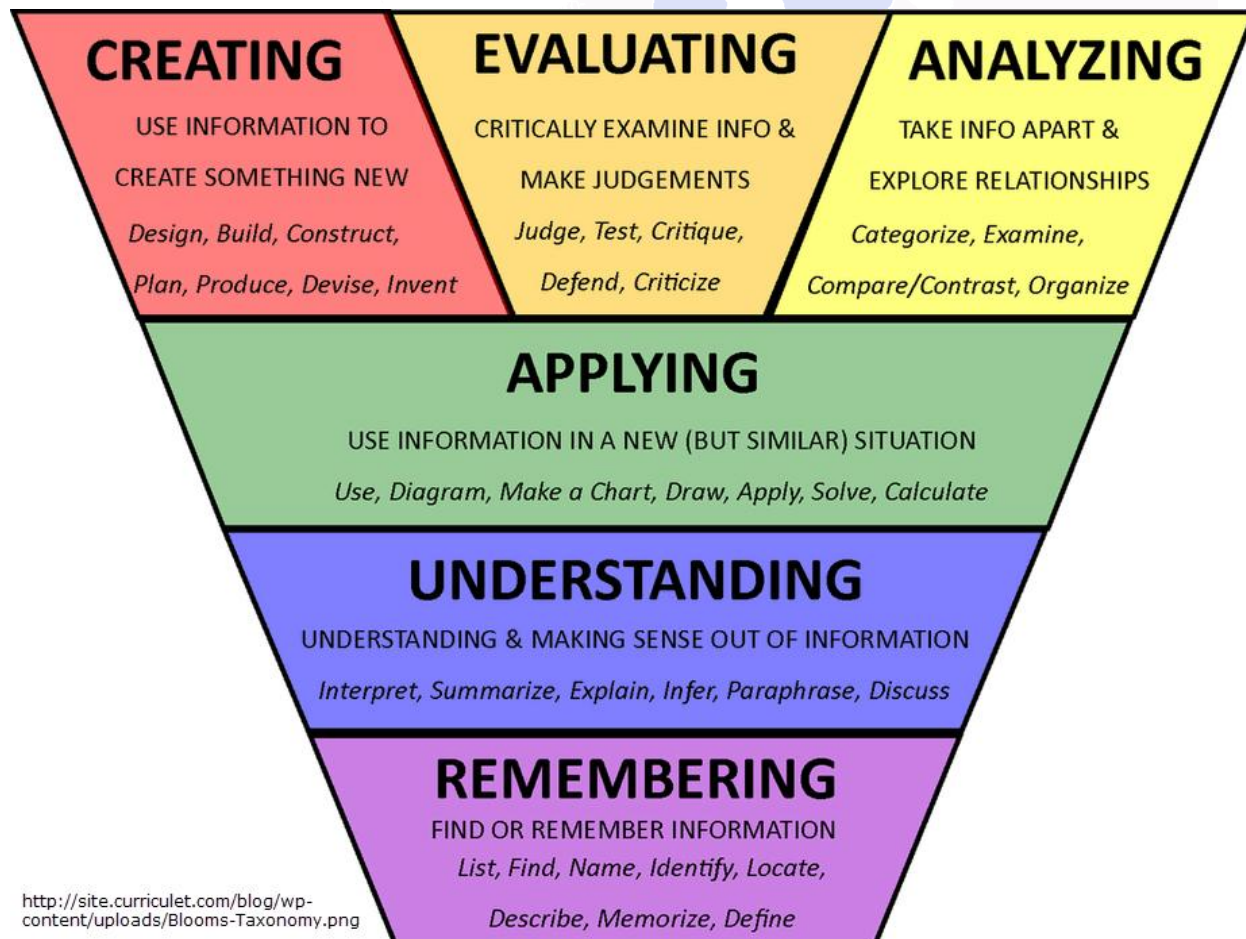 CREATING
USE INFORMATION TO
CREATE SOMETHING NEW
Design, Build, Construct,
Plan, Produce, Devise, Invent
EVALUATING
CRITICALLY EXAMINE INFO &
MAKE JUDGEMENTS
Judge, Test, Critique,
Defend, Criticize
ANALYZING
TAKE INFO APART &
EXPLORE RELATIONSHIPS
Categorize, Examine,
Compare/Contrast, Organize
APPLYING
USE INFORMATION IN A NEW (BUT SIMILAR) SITUATION
Use, Diagram, Make a Chart, Draw, Apply, Solve, Calculate
UNDERSTANDING
UNDERSTANDING & MAKING SENSE OUT OF INFORMATION
Interpret, Summarize, Explain, Infer, Paraphrase, Discuss
REMEMBERING
FIND OR REMEMBER INFORMATION
List, Find, Name, Identify, Locate,
Describe, Memorize, Define
http://site.curriculet.com/blog/wp-
content/uploads/Blooms-Taxonomy.png